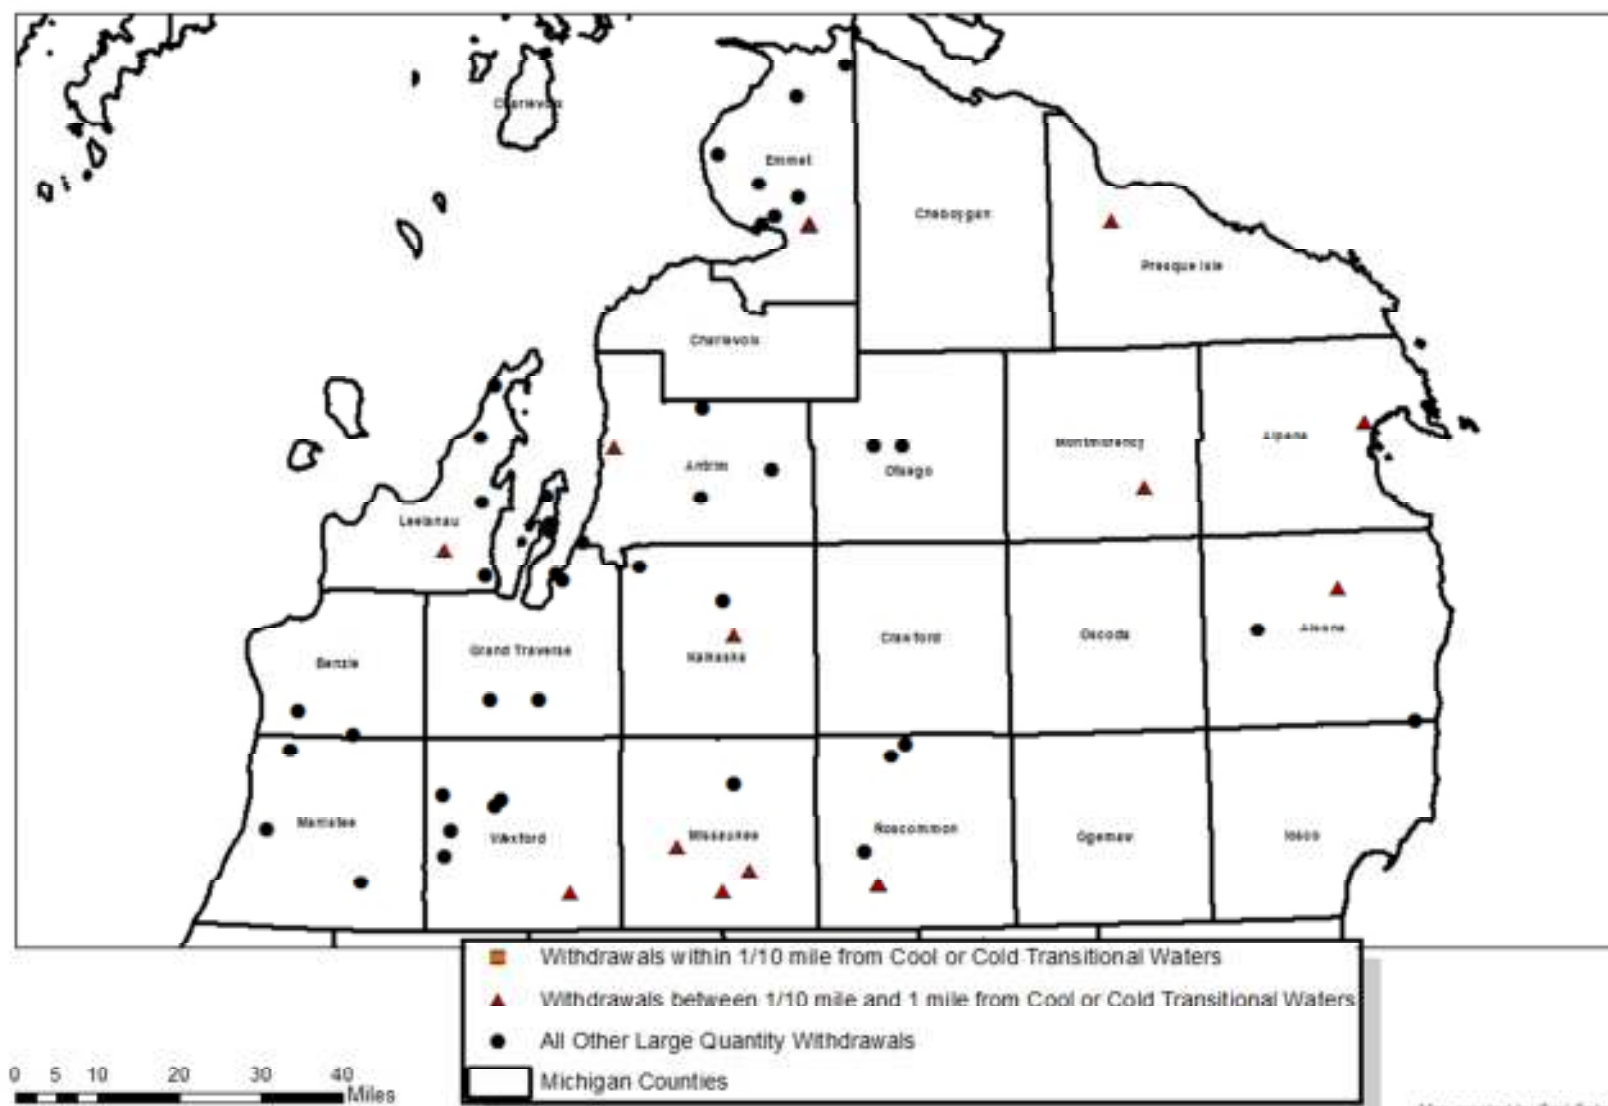 Charlevoix
Emmet
Cheboygan
Presque Isle
Charlevoix
Antrim
Otsego
Montmorency
Alpena
Leelanau
Benzie
Grand Traverse
Kalkaska
Crawford
Oscoda
Alcona
Manistee
Wexford
Missaukee
Roscommon
Ogemaw
Iosco
Withdrawals within 1/10 mile from Cool or Cold Transitional Waters
Withdrawals between 1/10 mile and 1 mile from Cool or Cold Transitional Waters
All Other Large Quantity Withdrawals
Michigan Counties
0 5 10 20 30 40
Miles